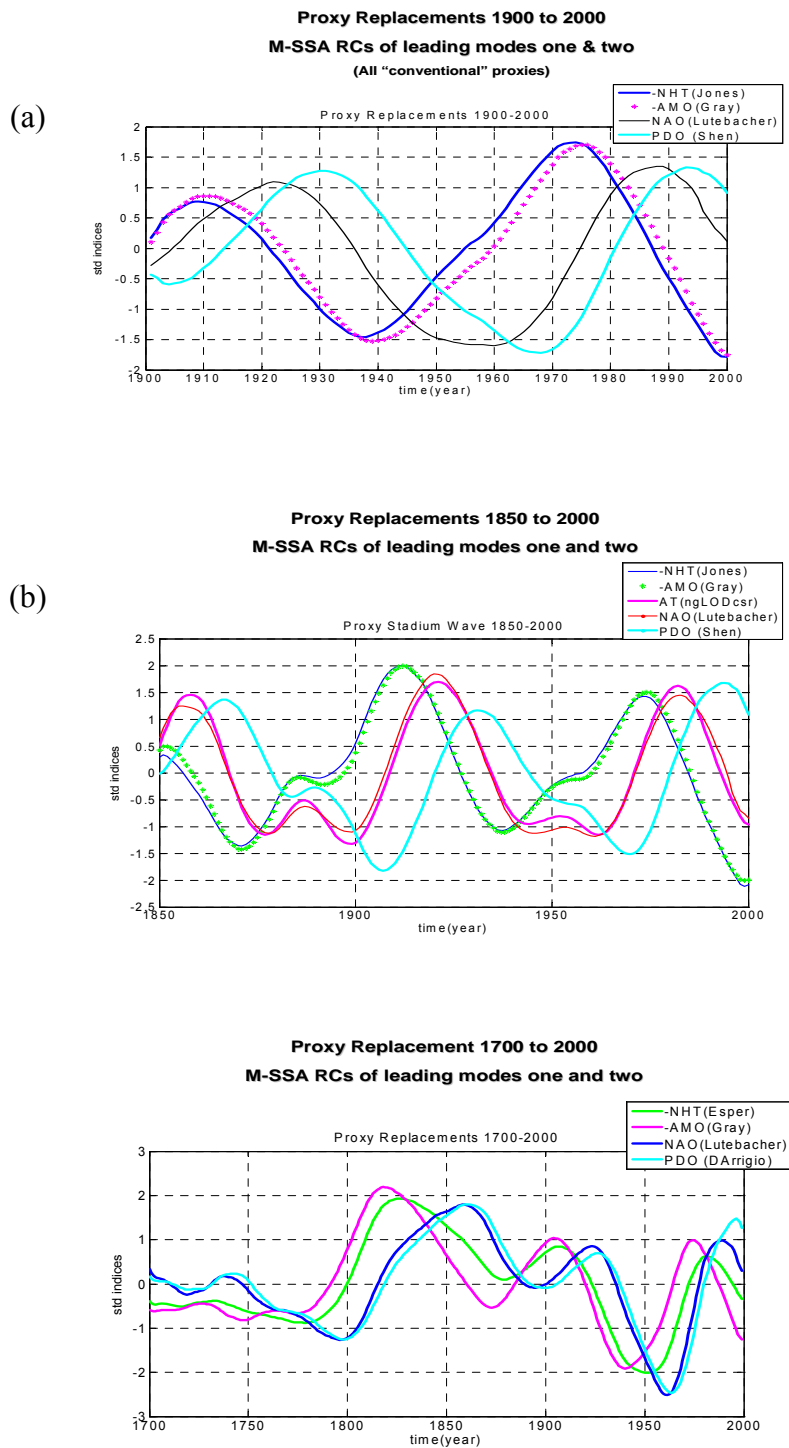 Proxy Replacements 1900 to 2000
M-SSA RCs of leading modes one & two
(All “conventional” proxies)
(a)
-NHT(Jones)
-AMO(Gray)
NAO(Lutebacher)
PDO (Shen)
Proxy Replacements 1900-2000
2
1.5
1
0.5
0
-0.5
-1
-1.5
-2
std indices
1900 1910 1920 1930 1940 1950 1960 1970 1980 1990 2000
time(year)
Proxy Replacements 1850 to 2000
M-SSA RCs of leading modes one and two
(b)
-NHT(Jones)
-AMO(Gray)
AT(ngLODcsr)
NAO(Lutebacher)
PDO (Shen)
Proxy Stadium Wave 1850-2000
2.5
2
1.5
1
0.5
0
-0.5
-1
-1.5
-2
-2.5
std indices
1850 1900 1950 2000
time(year)
Proxy Replacement 1700 to 2000
M-SSA RCs of leading modes one and two
-NHT(Esper)
-AMO(Gray)
NAO(Lutebacher)
PDO (DArrigio)
Proxy Replacements 1700-2000
3
2
1
0
-1
-2
-3
std indices
1700 1750 1800 1850 1900 1950 2000
time(year)